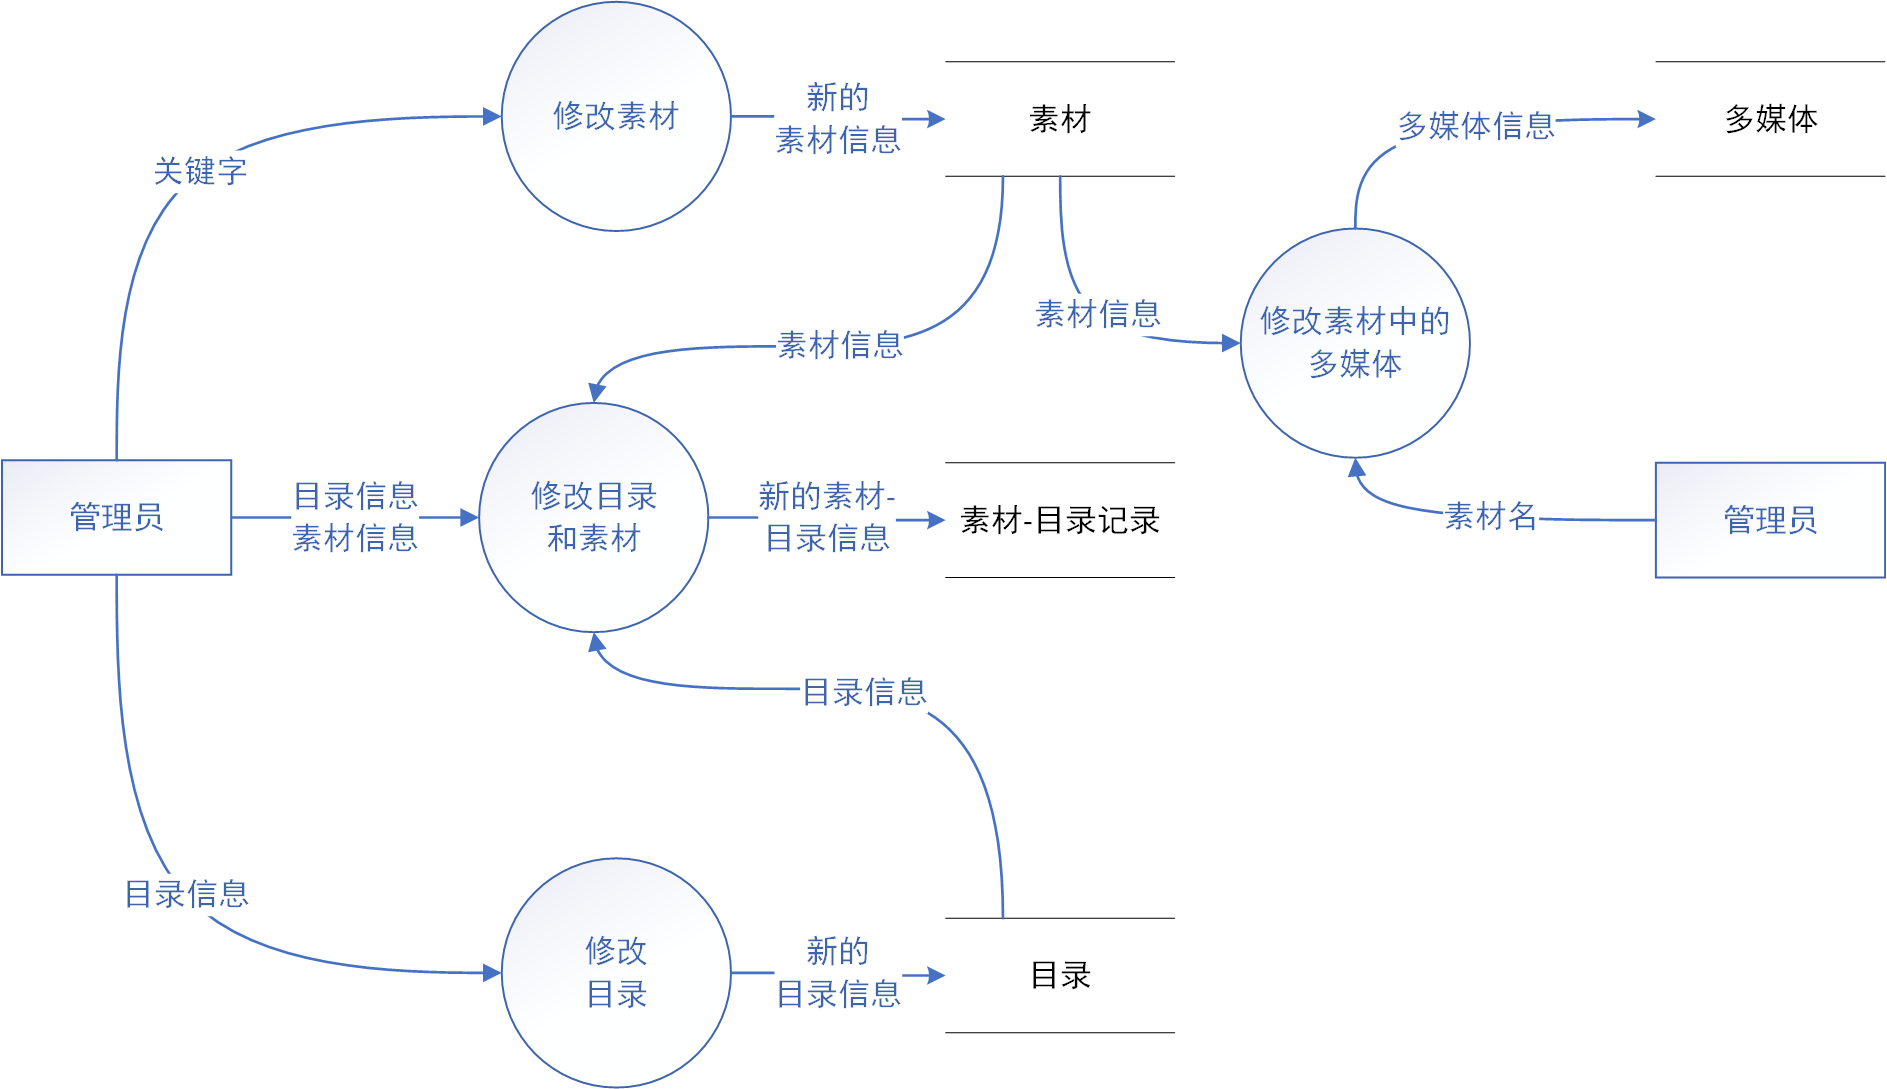 修改素材
新的
素材信息
素材
多媒体信息
多媒体
关键字
素材信息
素材信息
修改素材中的
多媒体
管理员
目录信息
素材信息
修改目录
和素材
新的素材-
目录信息
素材-目录记录
素材名
管理员
目录信息
目录信息
修改
目录
新的
目录信息
目录